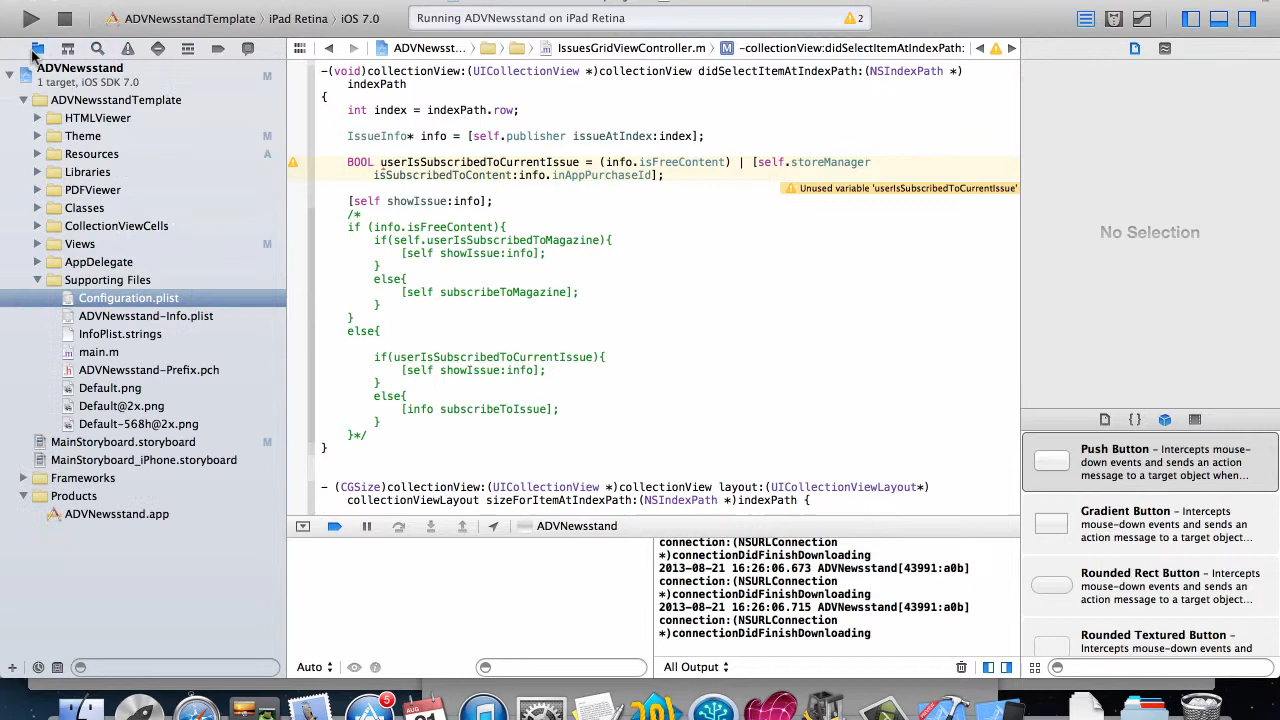 ADVNewsstandTemplate 〉 iPad Retina 〉 iOS 7.0
Running ADVNewsstand on iPad Retina
2
ADVNewsst...
IssuesGridViewController.m
M
-collectionView:didSelectItemAtIndexPath:
ADVNewsstand
1 target, iOS SDK 7.0
M
ADVNewsstandTemplate
HTMLViewer
Theme
M
Resources
A
Libraries
PDFViewer
Classes
CollectionViewCells
Views
M
AppDelegate
Supporting Files
Configuration.plist
ADVNewsstand-Info.plist
InfoPlist.strings
main.m
ADVNewsstand-Prefix.pch
Default.png
Default@2x.png
Default-568h@2x.png
MainStoryboard.storyboard
M
MainStoryboard_iPhone.storyboard
Frameworks
Products
ADVNewsstand.app
-(void)collectionView:(UICollectionView *)collectionView didSelectItemAtIndexPath:(NSIndexPath *)
indexPath
{
int index = indexPath.row;
IssueInfo* info = [self.publisher issueAtIndex:index];
BOOL userIsSubscribedToCurrentIssue = (info.isFreeContent) | [self.storeManager
isSubscribedToContent:info.inAppPurchaseId];
Unused variable 'userIsSubscribedToCurrentIssue'
[self showIssue:info];
/*
if (info.isFreeContent){
if(self.userIsSubscribedToMagazine){
[self showIssue:info];
}
else{
[self subscribeToMagazine];
}
}
else{
if(userIsSubscribedToCurrentIssue){
[self showIssue:info];
}
else{
[info subscribeToIssue];
}
}*/
}
- (CGSize)collectionView:(UICollectionView *)collectionView layout:(UICollectionViewLayout*)
collectionViewLayout sizeForItemAtIndexPath:(NSIndexPath *)indexPath {
ADVNewsstand
connection:(NSURLConnection
*)connectionDidFinishDownloading
2013-08-21 16:26:06.673 ADVNewsstand[43991:a0b]
connection:(NSURLConnection
*)connectionDidFinishDownloading
2013-08-21 16:26:06.715 ADVNewsstand[43991:a0b]
connection:(NSURLConnection
*)connectionDidFinishDownloading
Auto
All Output
No Selection
{ }
Push Button – Intercepts mouse-
down events and sends an
action message to a target object
when...
Gradient Button – Intercepts
mouse-down events and sends an
action message to a target object...
Rounded Rect Button – Intercepts
mouse-down events and sends an
action message to a target object...
Rounded Textured Button –
Intercepts mouse-down events and
5